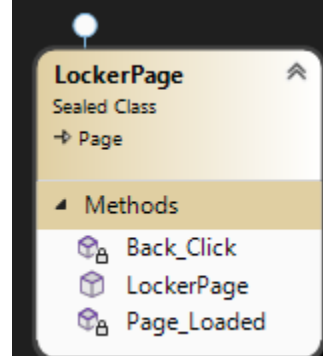 LockerPage
Sealed Class
Page
Methods
Back_Click
LockerPage
Page_Loaded